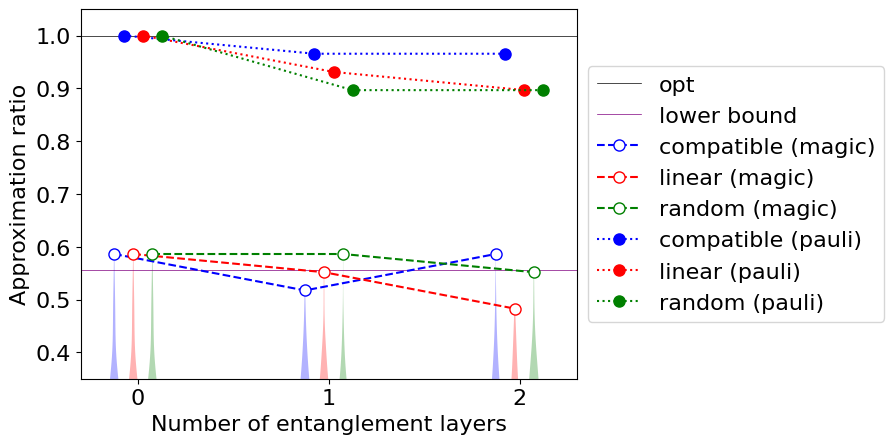 1.0
0.9
0.8
0.7
0.6
0.5
0.4
Approximation ratio
0 1 2
Number of entanglement layers
opt
lower bound
compatible (magic)
linear (magic)
random (magic)
compatible (pauli)
linear (pauli)
random (pauli)